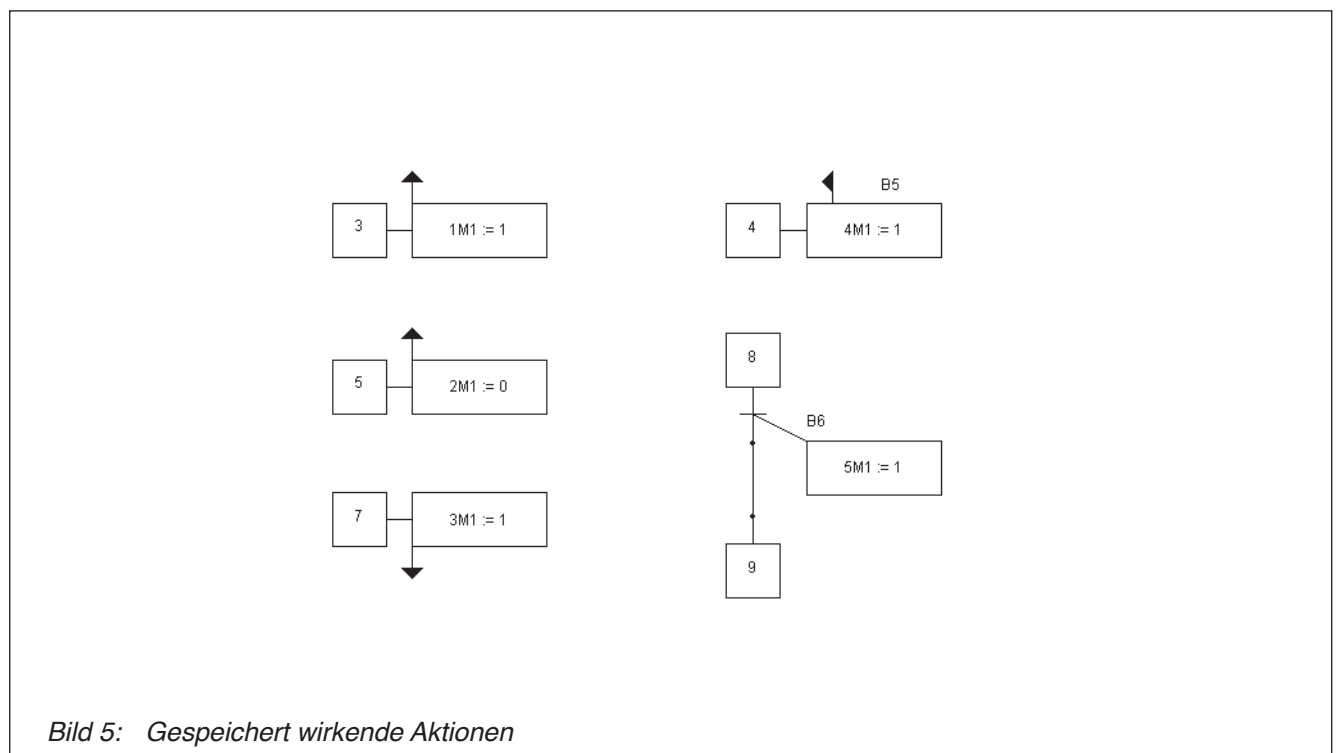 B5
3
1M1 := 1
4
4M1 := 1
5
2M1 := 0
8
B6
5M1 := 1
7
3M1 := 1
9
Bild 5: Gespeichert wirkende Aktionen